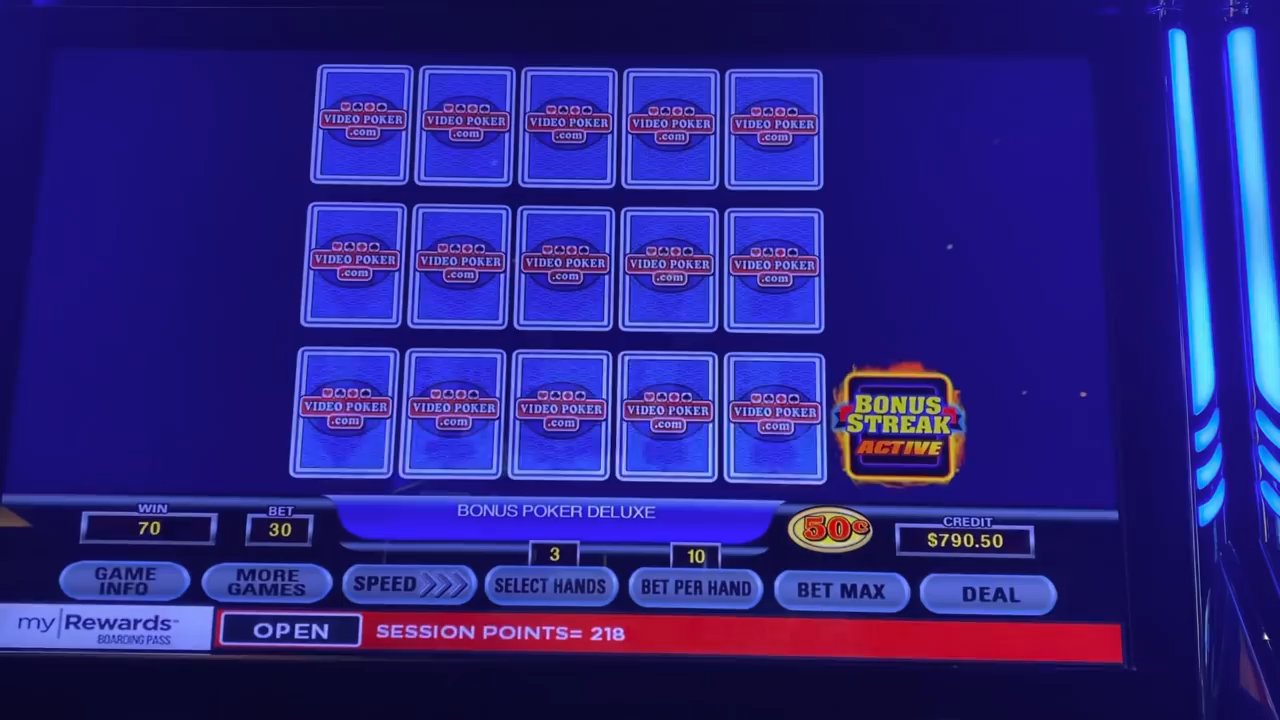 VIDEO POKER VIDEO POKER VIDEO POKER VIDEO POKER VIDEO POKER
.com .com .com .com .com
VIDEO POKER VIDEO POKER VIDEO POKER VIDEO POKER VIDEO POKER
.com .com .com .com .com
VIDEO POKER VIDEO POKER VIDEO POKER VIDEO POKER VIDEO POKER
.com .com .com .com .com
BONUS
STREAK
ACTIVE
WIN
70
BET
30
BONUS POKER DELUXE
50¢
CREDIT
$790.50
3
10
GAME
INFO
MORE
GAMES
SPEED
SELECT HANDS
BET PER HAND
BET MAX
DEAL
my|Rewards™
BOARDING PASS
OPEN
SESSION POINTS= 218